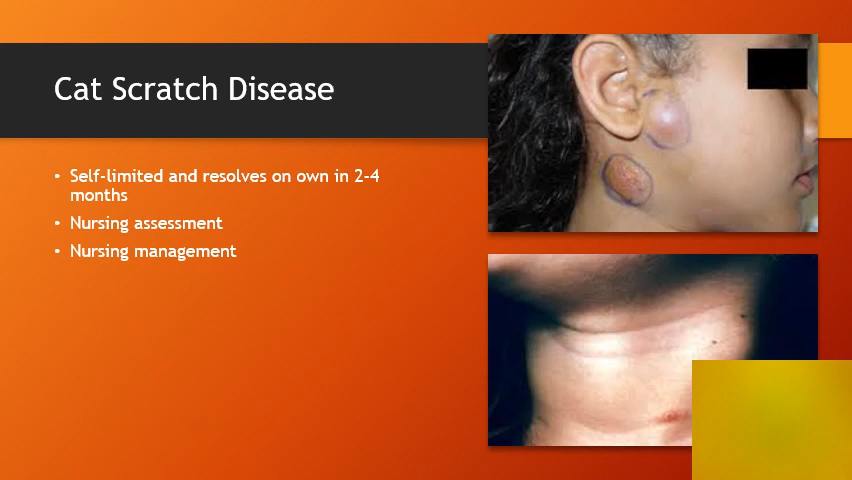 Cat Scratch Disease
• Self-limited and resolves on own in 2-4
months
• Nursing assessment
• Nursing management